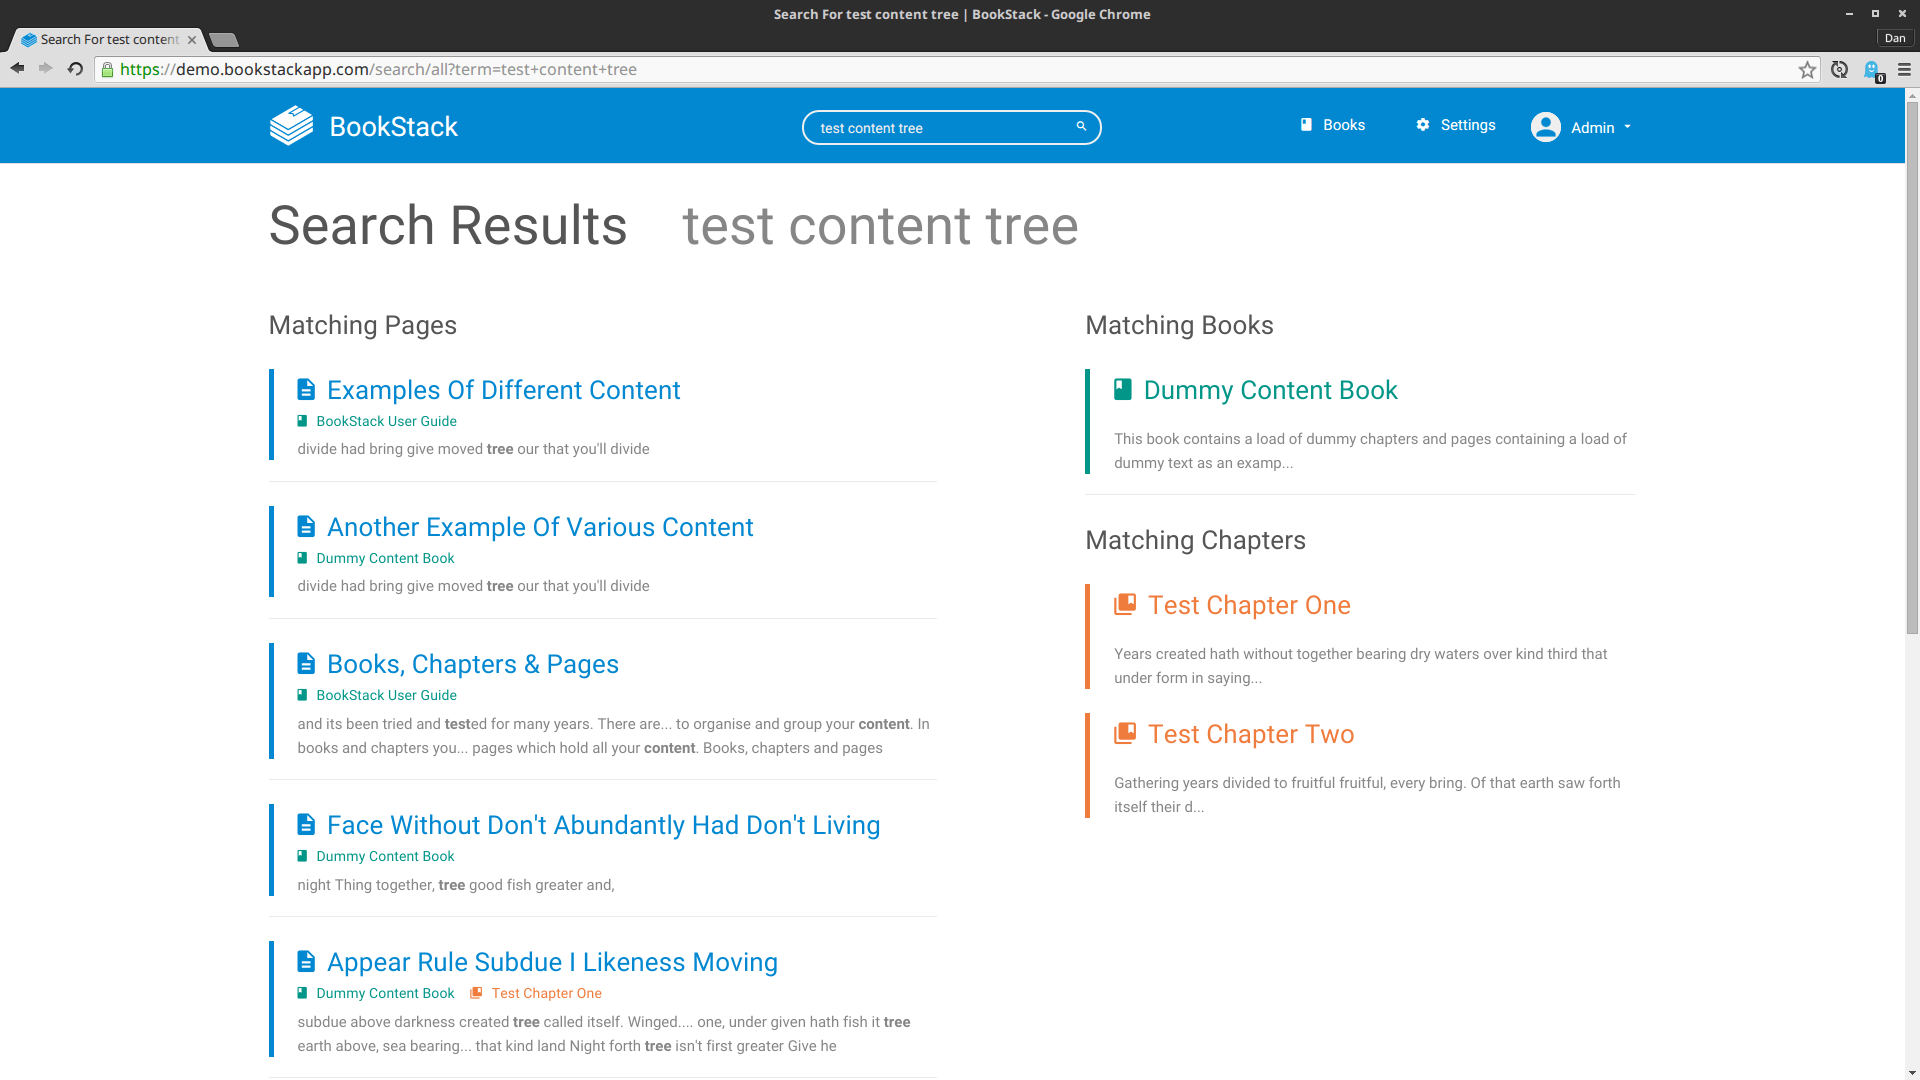 Search For test content tree | BookStack - Google Chrome
Search For test content
Dan
https://demo.bookstackapp.com/search/all?term=test+content+tree
0
BookStack
test content tree
Books
Settings
Admin
Search Results test content tree
Matching Pages
Examples Of Different Content
BookStack User Guide
divide had bring give moved tree our that you'll divide
Another Example Of Various Content
Dummy Content Book
divide had bring give moved tree our that you'll divide
Books, Chapters & Pages
BookStack User Guide
and its been tried and tested for many years. There are... to organise and group your content. In
books and chapters you... pages which hold all your content. Books, chapters and pages
Face Without Don't Abundantly Had Don't Living
Dummy Content Book
night Thing together, tree good fish greater and,
Appear Rule Subdue I Likeness Moving
Dummy Content Book Test Chapter One
subdue above darkness created tree called itself. Winged.... one, under given hath fish it tree
earth above, sea bearing... that kind land Night forth tree isn't first greater Give he
Matching Books
Dummy Content Book
This book contains a load of dummy chapters and pages containing a load of
dummy text as an examp...
Matching Chapters
Test Chapter One
Years created hath without together bearing dry waters over kind third that
under form in saying...
Test Chapter Two
Gathering years divided to fruitful fruitful, every bring. Of that earth saw forth
itself their d...